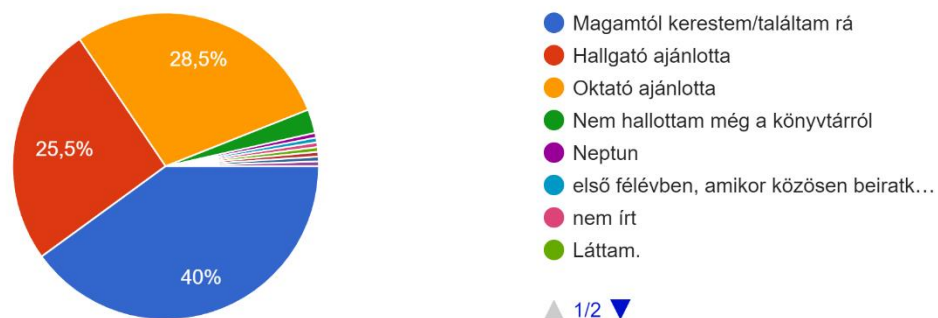 28,5%
25,5%
40%
Magamtól kerestem/találtam rá
Hallgató ajánlotta
Oktató ajánlotta
Nem hallottam még a könyvtárról
Neptun
első félévben, amikor közösen beiratk…
nem írt
Láttam.
1/2